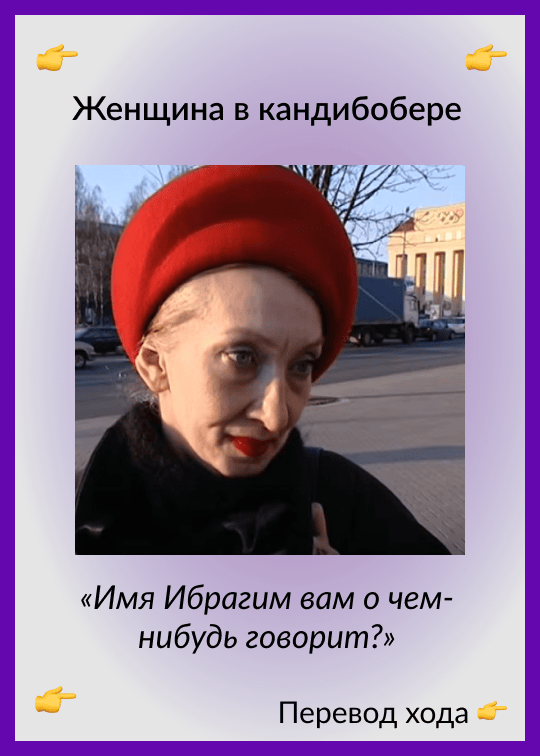 👉 👉
Женщина в кандибобере
«Имя Ибрагим вам о чем-
нибудь говорит?»
👉 Перевод хода 👉